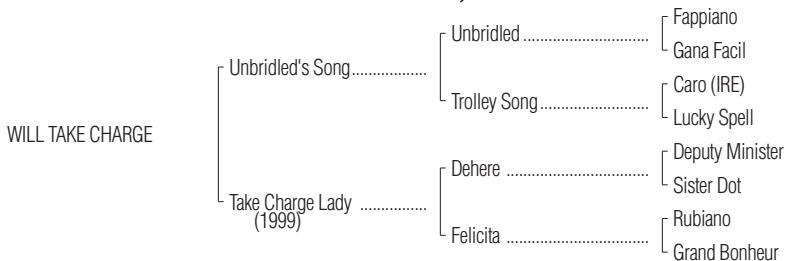 Fappiano
Unbridled ..................................
Gana Facil
Unbridled's Song..................
Caro (IRE)
Trolley Song..............................
Lucky Spell
WILL TAKE CHARGE
Deputy Minister
Dehere ......................................
Sister Dot
Take Charge Lady ................
(1999)
Rubiano
Felicita ......................................
Grand Bonheur